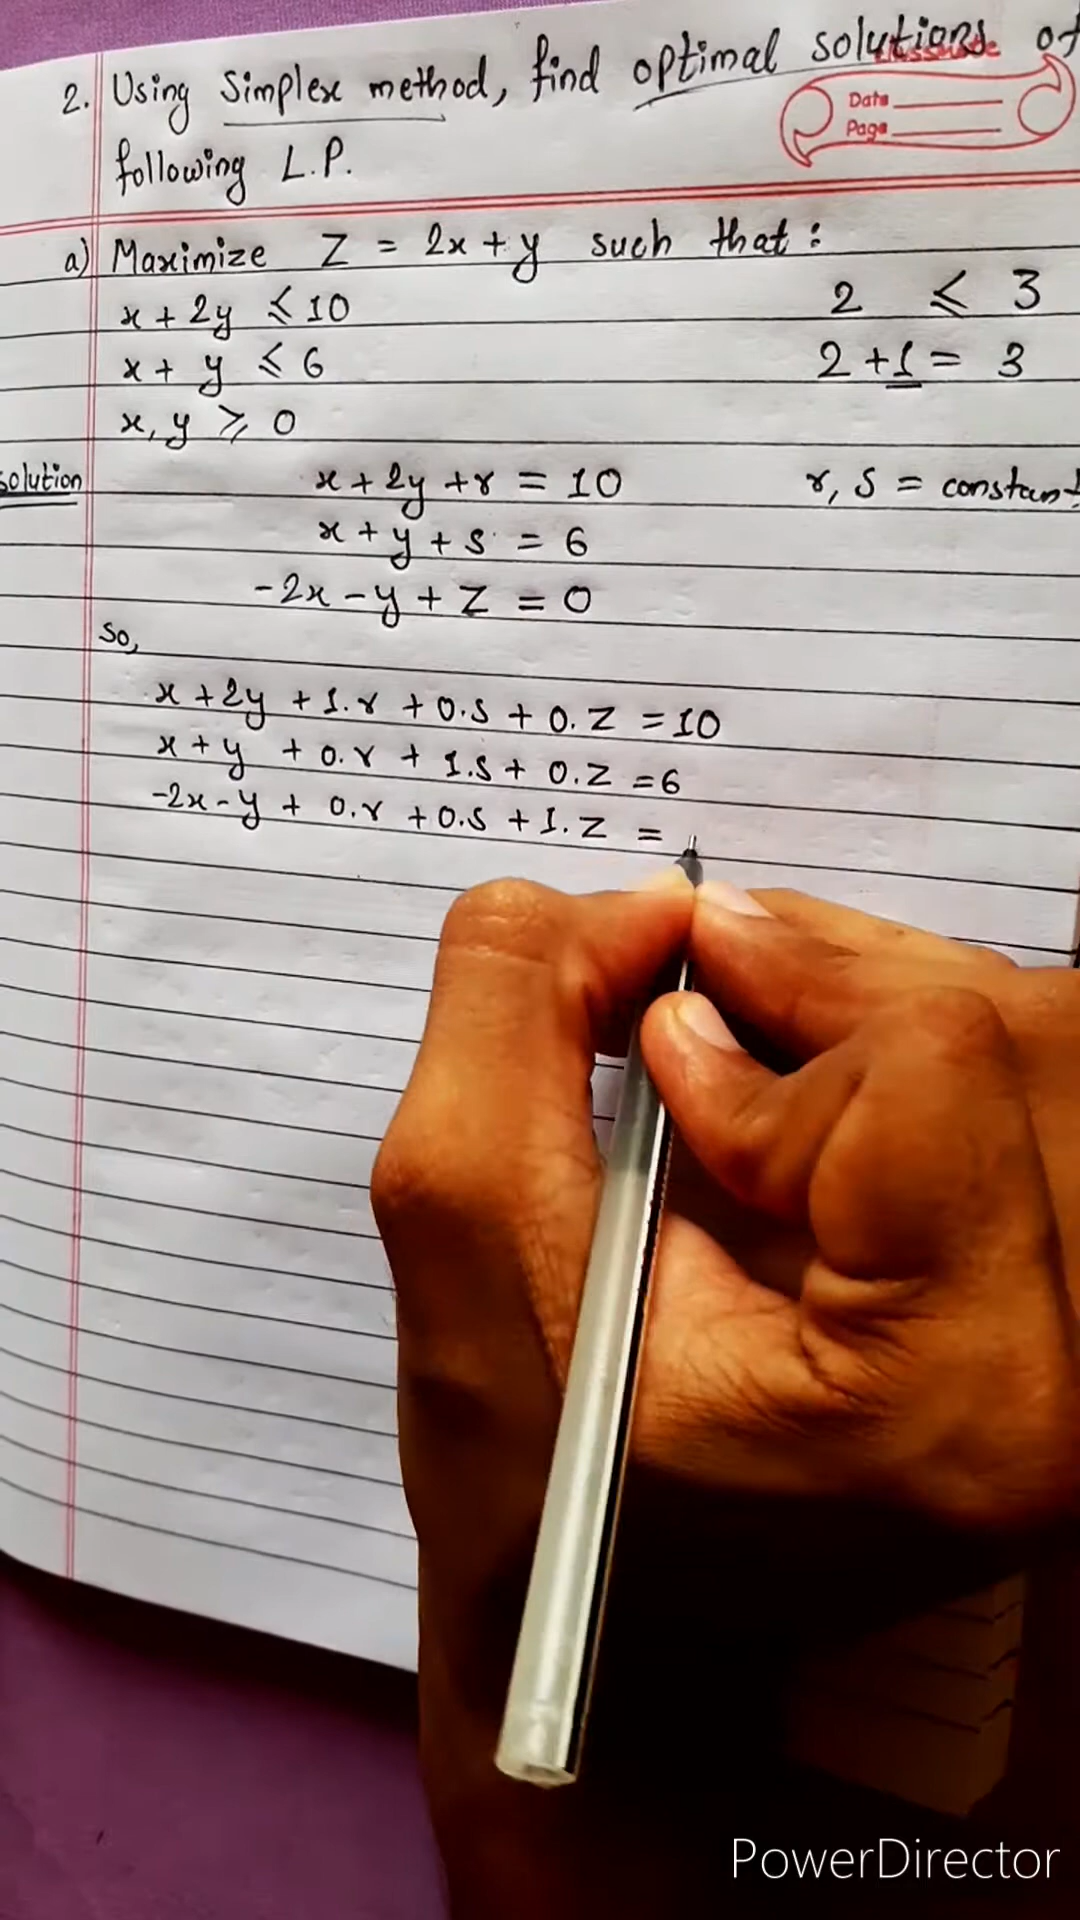 2. Using Simplex method, find optimal solutions of
Date
Page
following L.P.
a) Maximize Z = 2x + y such that :
x + 2y ⩽ 10
2 ⩽ 3
x + y ⩽ 6
2 + 1 = 3
x, y ⩾ 0
solution
x + 2y + r = 10
r, s = constant
x + y + s = 6
-2x - y + Z = 0
So,
x + 2y + 1.r + 0.s + 0.Z = 10
x + y + 0.r + 1.s + 0.Z = 6
-2x - y + 0.r + 0.s + 1.Z =
PowerDirector